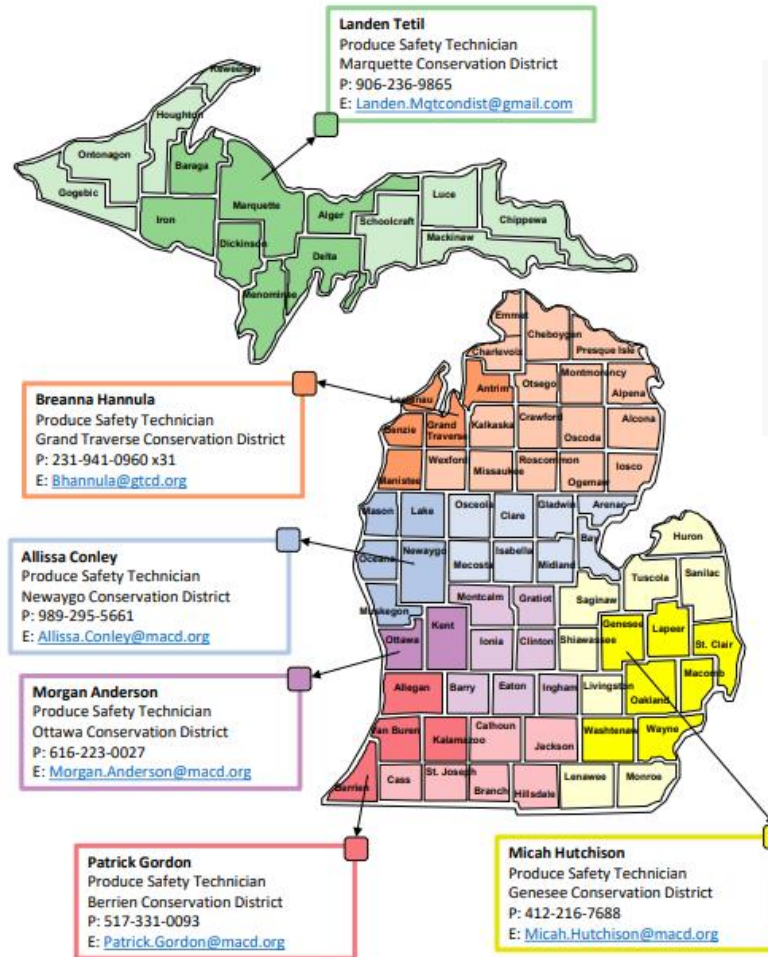 Landen Tetil
Produce Safety Technician
Marquette Conservation District
P: 906-236-9865
E: Landen.Mqtcondist@gmail.com
Keweenaw
Houghton
Ontonagon
Baraga
Gogebic
Marquette
Luce
Iron
Alger
Schoolcraft
Chippewa
Mackinaw
Dickinson
Delta
Menominee
Emmet
Cheboygen
Charlevoix
Presque Isle
Breanna Hannula
Produce Safety Technician
Grand Traverse Conservation District
P: 231-941-0960 x31
E: Bhannula@gtcd.org
Antrim
Otsego
Montmorency
Leelanau
Alpena
Benzie
Grand
Traverse
Kalkaska
Crawford
Oscoda
Alcona
Manistee
Wexford
Missaukee
Roscommon
Ogemaw
Iosco
Allissa Conley
Produce Safety Technician
Newaygo Conservation District
P: 989-295-5661
E: Allissa.Conley@macd.org
Mason
Lake
Osceola
Clare
Gladwin
Arenac
Huron
Oceana
Newaygo
Mecosta
Isabella
Midland
Bay
Tuscola
Sanilac
Muskegon
Montcalm
Gratiot
Saginaw
Genesee
Lapeer
St. Clair
Ottawa
Kent
Ionia
Clinton
Shiawassee
Morgan Anderson
Produce Safety Technician
Ottawa Conservation District
P: 616-223-0027
E: Morgan.Anderson@macd.org
Allegan
Barry
Eaton
Ingham
Livingston
Oakland
Macomb
Van Buren
Kalamazoo
Calhoun
Jackson
Washtenaw
Wayne
Berrien
Cass
St. Joseph
Branch
Hillsdale
Lenawee
Monroe
Patrick Gordon
Produce Safety Technician
Berrien Conservation District
P: 517-331-0093
E: Patrick.Gordon@macd.org
Micah Hutchison
Produce Safety Technician
Genesee Conservation District
P: 412-216-7688
E: Micah.Hutchison@macd.org